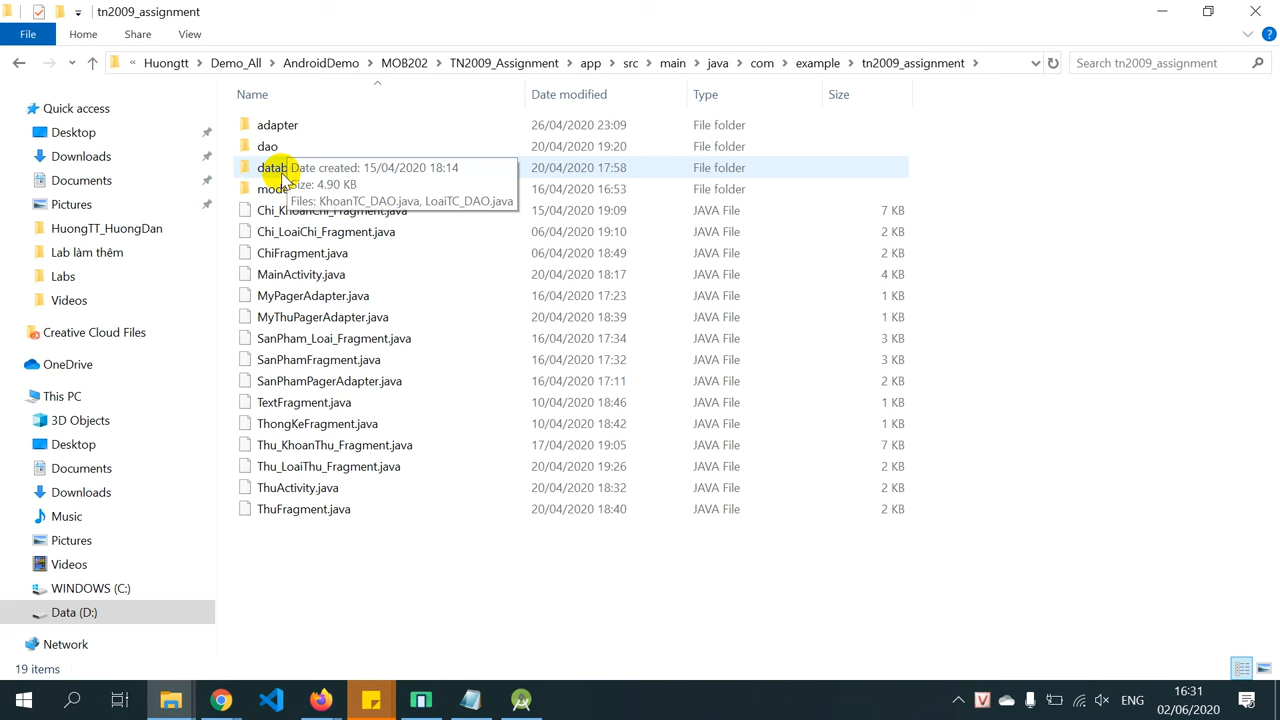 tn2009_assignment
File Home Share View
« Huongtt > Demo_All > AndroidDemo > MOB202 > TN2009_Assignment > app > src > main > java > com > example > tn2009_assignment >
Search tn2009_assignment
Name Date modified Type Size
Quick access
Desktop
Downloads
Documents
Pictures
HuongTT_HuongDan
Lab làm thêm
Labs
Videos
Creative Cloud Files
OneDrive
This PC
3D Objects
Desktop
Documents
Downloads
Music
Pictures
Videos
WINDOWS (C:)
Data (D:)
Network
adapter 26/04/2020 23:09 File folder
dao 20/04/2020 19:20 File folder
datab 20/04/2020 17:58 File folder
Date created: 15/04/2020 18:14
Size: 4.90 KB
Files: KhoanTC_DAO.java, LoaiTC_DAO.java
mode 16/04/2020 16:53 File folder
Chi_KhoanChi_Fragment.java 15/04/2020 19:09 JAVA File 7 KB
Chi_LoaiChi_Fragment.java 06/04/2020 19:10 JAVA File 2 KB
ChiFragment.java 06/04/2020 18:49 JAVA File 2 KB
MainActivity.java 20/04/2020 18:17 JAVA File 4 KB
MyPagerAdapter.java 16/04/2020 17:23 JAVA File 1 KB
MyThuPagerAdapter.java 20/04/2020 18:39 JAVA File 1 KB
SanPham_Loai_Fragment.java 16/04/2020 17:34 JAVA File 3 KB
SanPhamFragment.java 16/04/2020 17:32 JAVA File 3 KB
SanPhamPagerAdapter.java 16/04/2020 17:11 JAVA File 2 KB
TextFragment.java 10/04/2020 18:46 JAVA File 1 KB
ThongKeFragment.java 10/04/2020 18:42 JAVA File 1 KB
Thu_KhoanThu_Fragment.java 17/04/2020 19:05 JAVA File 7 KB
Thu_LoaiThu_Fragment.java 20/04/2020 19:26 JAVA File 2 KB
ThuActivity.java 20/04/2020 18:32 JAVA File 2 KB
ThuFragment.java 20/04/2020 18:40 JAVA File 2 KB
19 items
ENG
16:31
02/06/2020